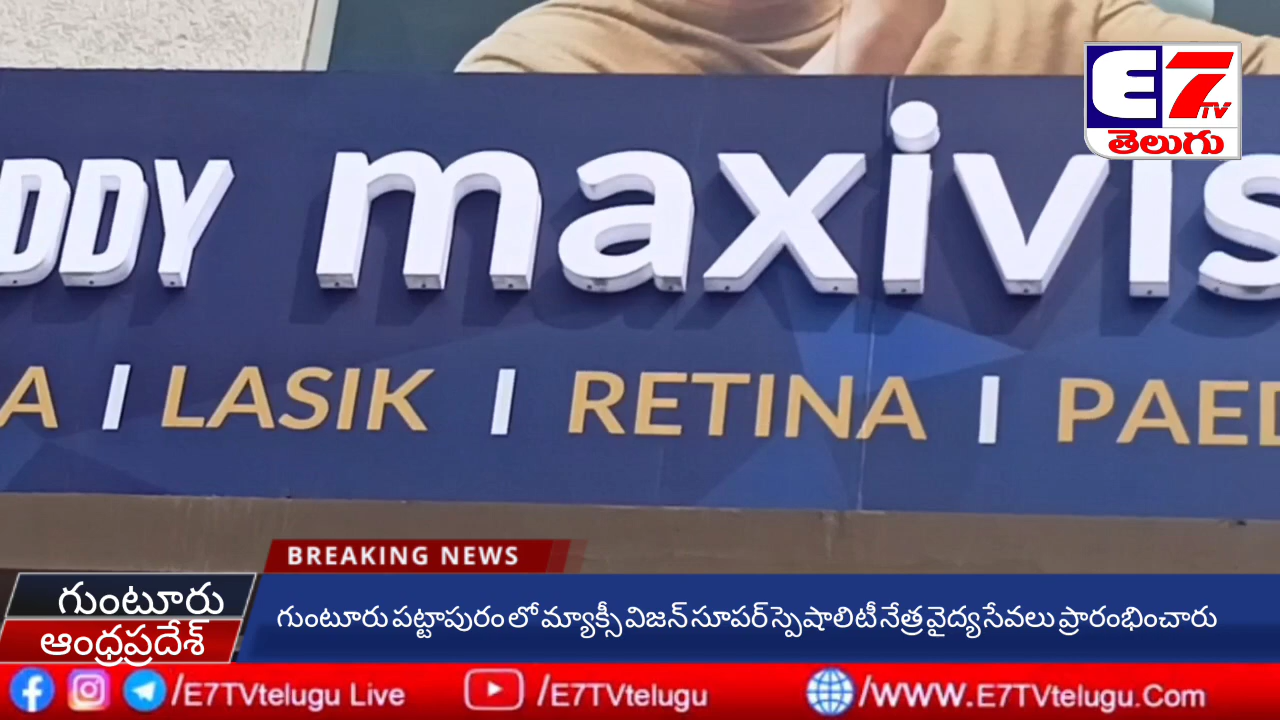 E7
TV
తెలుగు
DDY maxivis
A | LASIK | RETINA | PAED
BREAKING NEWS
గుంటూరు
ఆంధ్రప్రదేశ్
గుంటూరు పట్టాపురం లో మ్యాక్సీ విజన్ సూపర్ స్పెషాలిటీ నేత్ర వైద్య సేవలు ప్రారంభించారు
/E7TVtelugu Live
/E7TVtelugu
/WWW.E7TVtelugu.Com